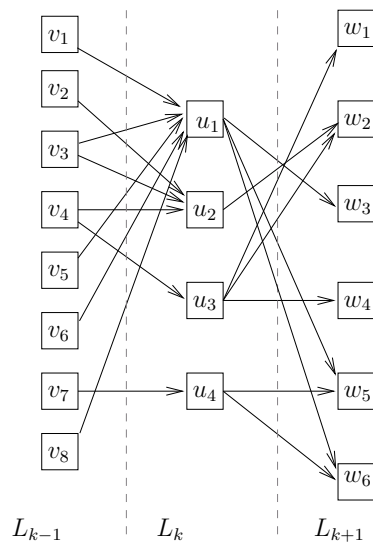 v₁
v₂
v₃
v₄
v₅
v₆
v₇
v₈
u₁
u₂
u₃
u₄
w₁
w₂
w₃
w₄
w₅
w₆
Lₖ₋₁ Lₖ Lₖ₊₁